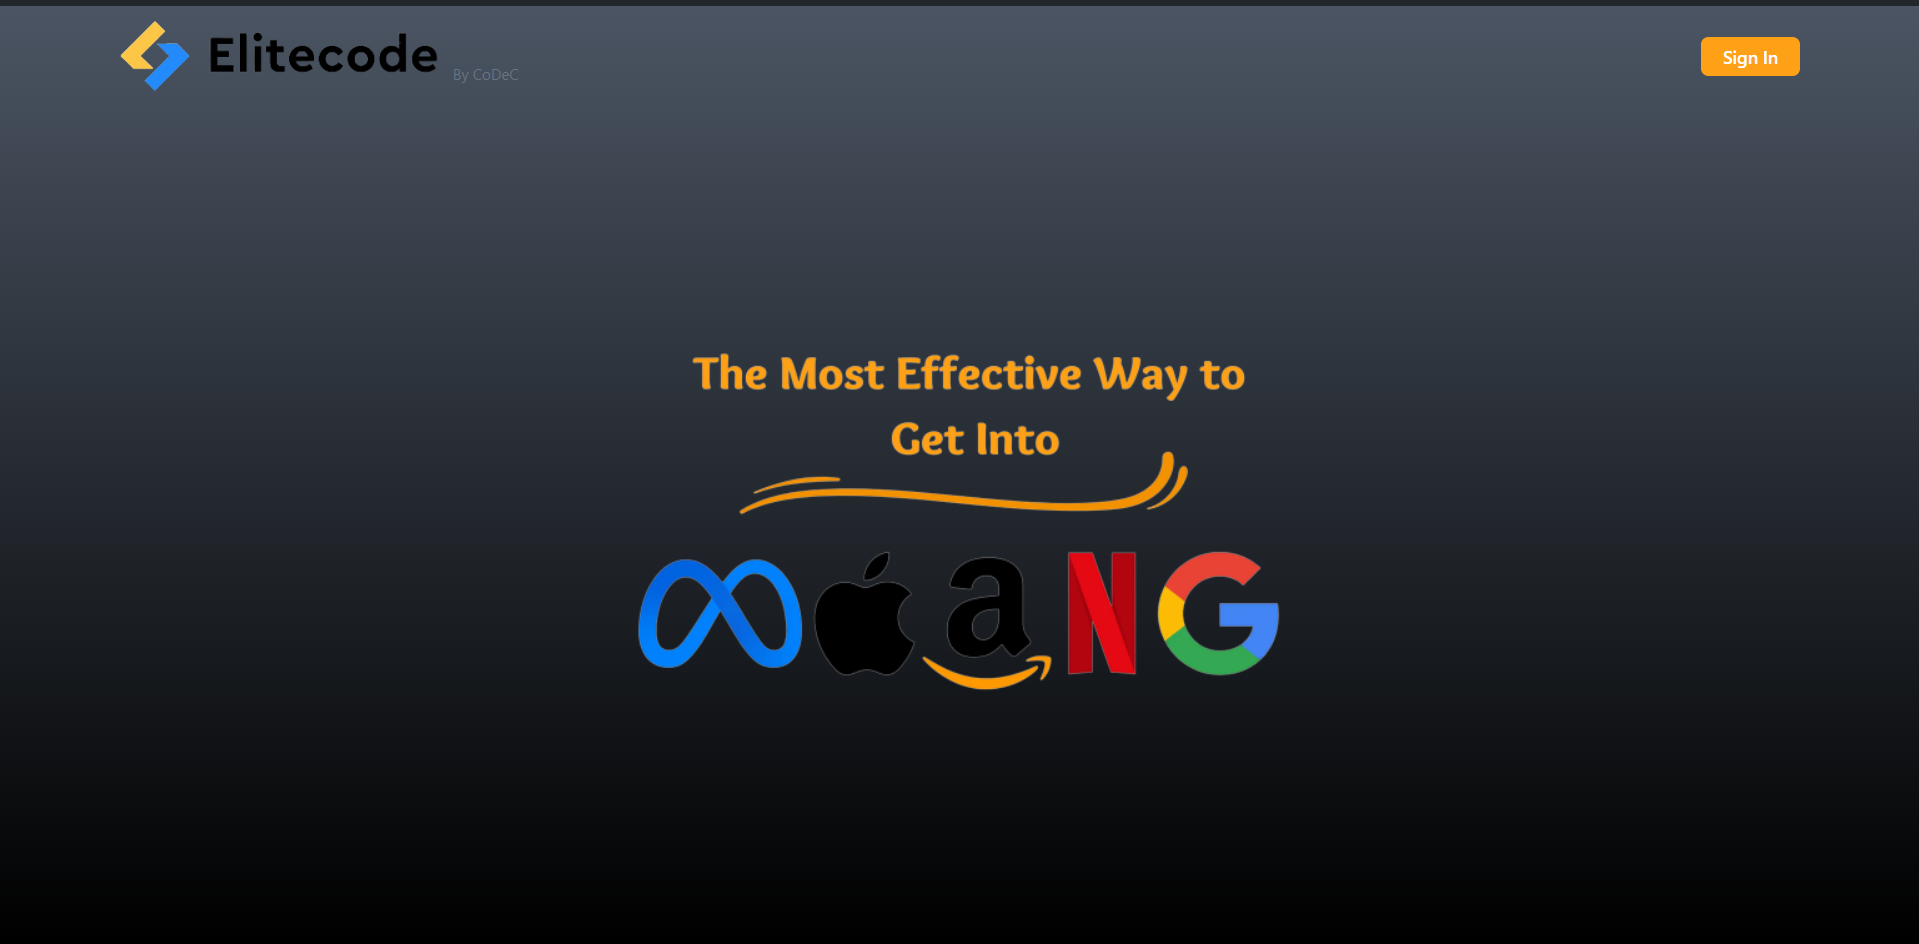 Elitecode
By CoDeC
Sign In
The Most Effective Way to
Get Into
a N G